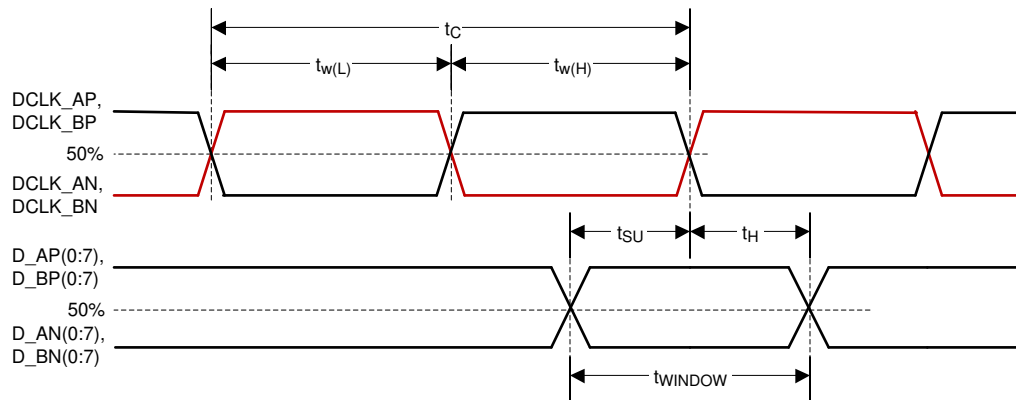 tC
tw(L)
tw(H)
DCLK_AP,
DCLK_BP
50%
DCLK_AN,
DCLK_BN
tSU
tH
D_AP(0:7),
D_BP(0:7)
50%
D_AN(0:7),
D_BN(0:7)
tWINDOW